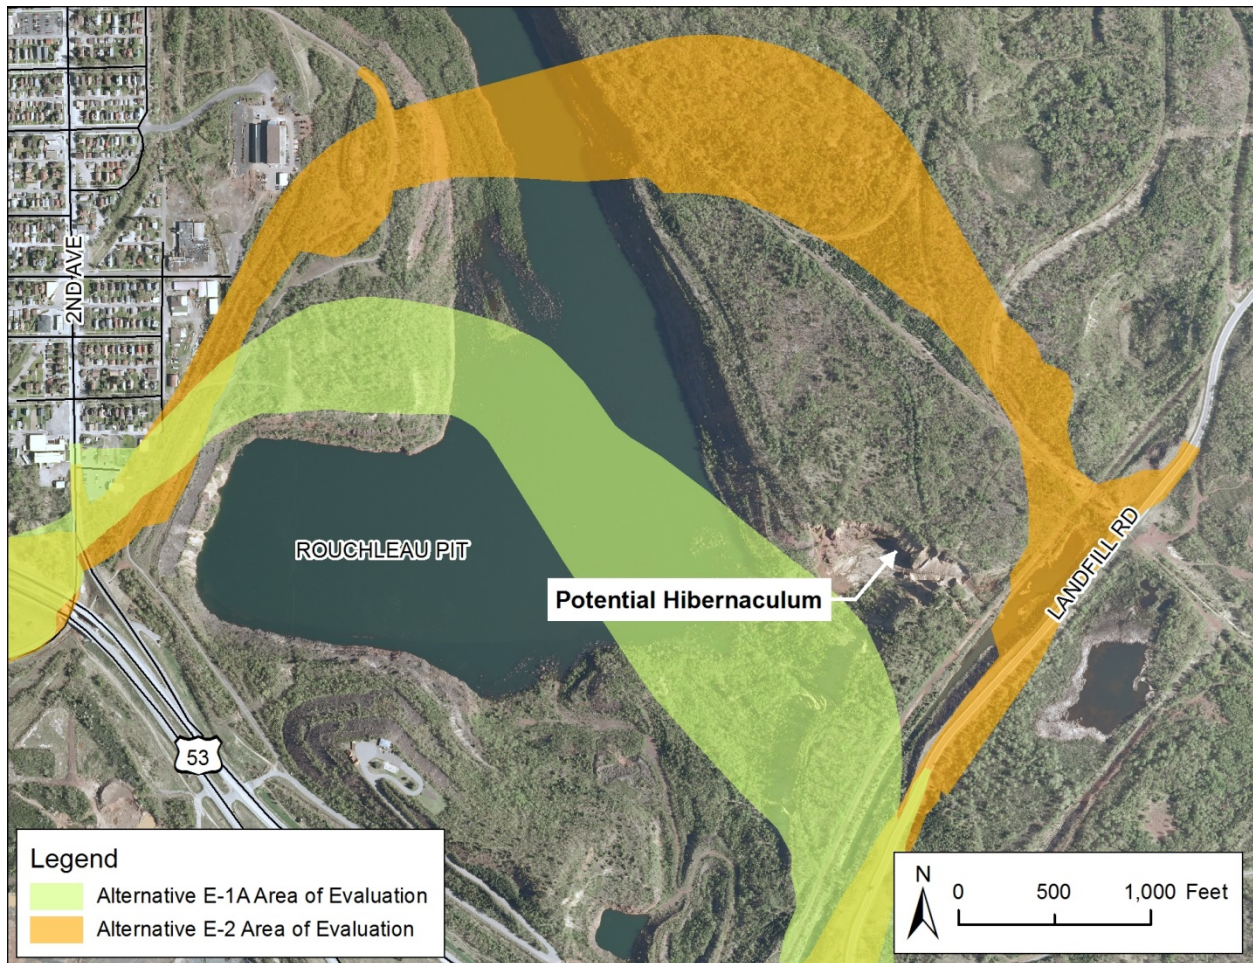 2ND AVE
ROUCHLEAU PIT
Potential Hibernaculum
LANDFILL RD
53
Legend
Alternative E-1A Area of Evaluation
Alternative E-2 Area of Evaluation
N
0 500 1,000 Feet